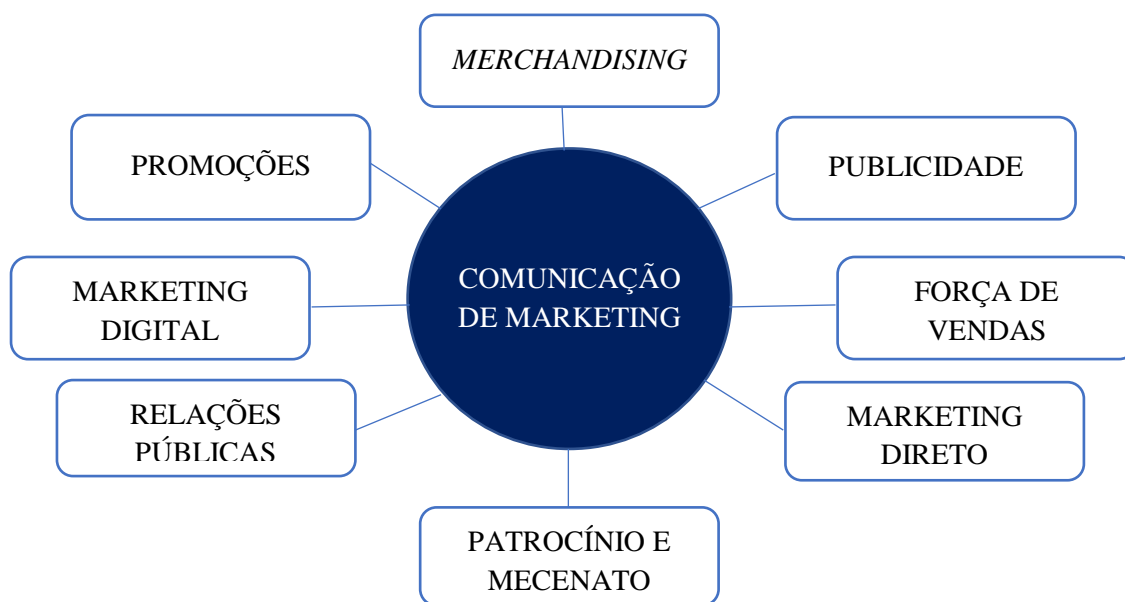 MERCHANDISING
PROMOÇÕES
PUBLICIDADE
COMUNICAÇÃO
DE MARKETING
MARKETING
DIGITAL
FORÇA DE
VENDAS
RELAÇÕES
PÚBLICAS
MARKETING
DIRETO
PATROCÍNIO E
MECENATO